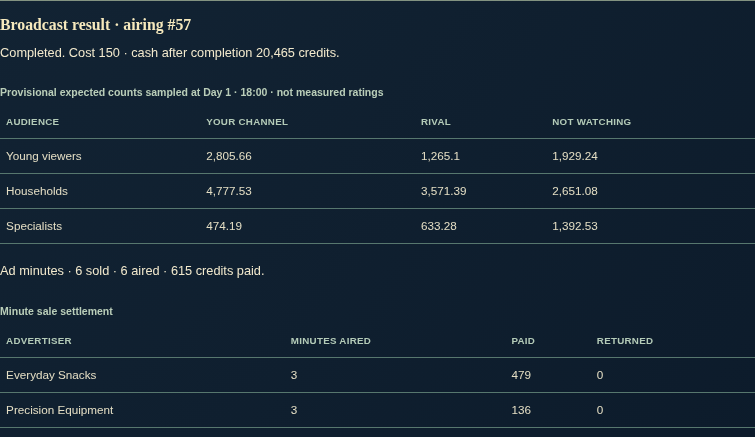 Broadcast result · airing #57
Completed. Cost 150 · cash after completion 20,465 credits.
Provisional expected counts sampled at Day 1 · 18:00 · not measured ratings
AUDIENCE YOUR CHANNEL RIVAL NOT WATCHING
Young viewers 2,805.66 1,265.1 1,929.24
Households 4,777.53 3,571.39 2,651.08
Specialists 474.19 633.28 1,392.53
Ad minutes · 6 sold · 6 aired · 615 credits paid.
Minute sale settlement
ADVERTISER MINUTES AIRED PAID RETURNED
Everyday Snacks 3 479 0
Precision Equipment 3 136 0